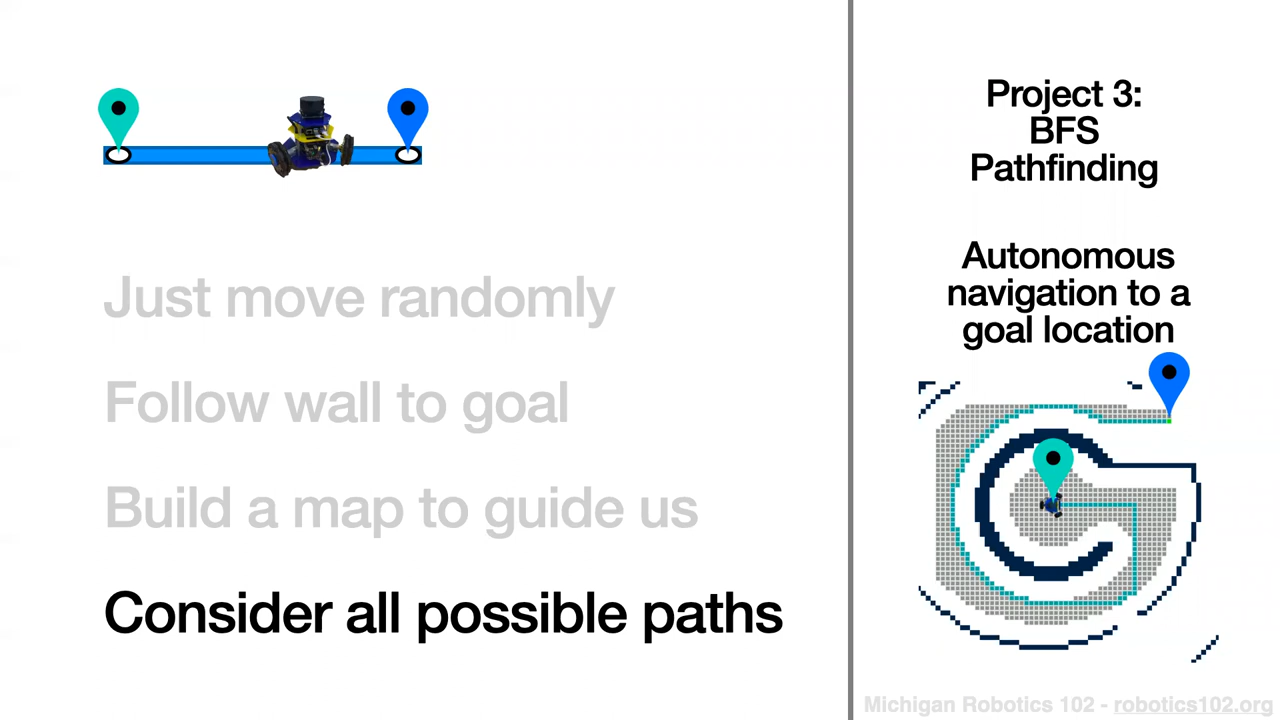 Just move randomly
Follow wall to goal
Build a map to guide us
Consider all possible paths
Project 3:
BFS
Pathfinding
Autonomous
navigation to a
goal location
Michigan Robotics 102 - robotics102.org